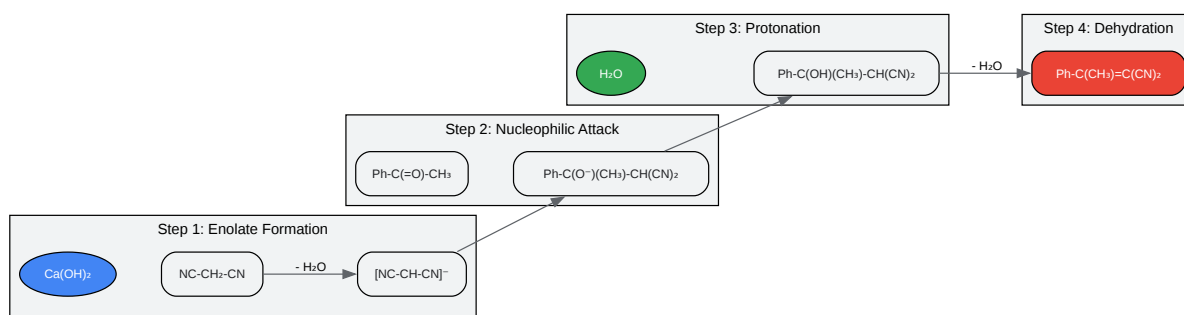 Step 3: Protonation
H₂O
Ph-C(OH)(CH₃)-CH(CN)₂
- H₂O
Step 4: Dehydration
Ph-C(CH₃)=C(CN)₂
Step 2: Nucleophilic Attack
Ph-C(=O)-CH₃
Ph-C(O⁻)(CH₃)-CH(CN)₂
Step 1: Enolate Formation
Ca(OH)₂
NC-CH₂-CN
- H₂O
[NC-CH-CN]⁻